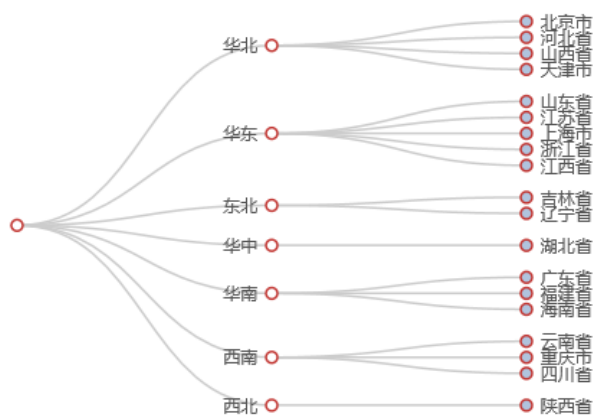 华北
北京市
河北省
山西省
天津市
华东
山东省
江苏省
上海市
浙江省
江西省
东北
吉林省
辽宁省
华中
湖北省
华南
广东省
福建省
海南省
西南
云南省
重庆市
四川省
西北
陕西省